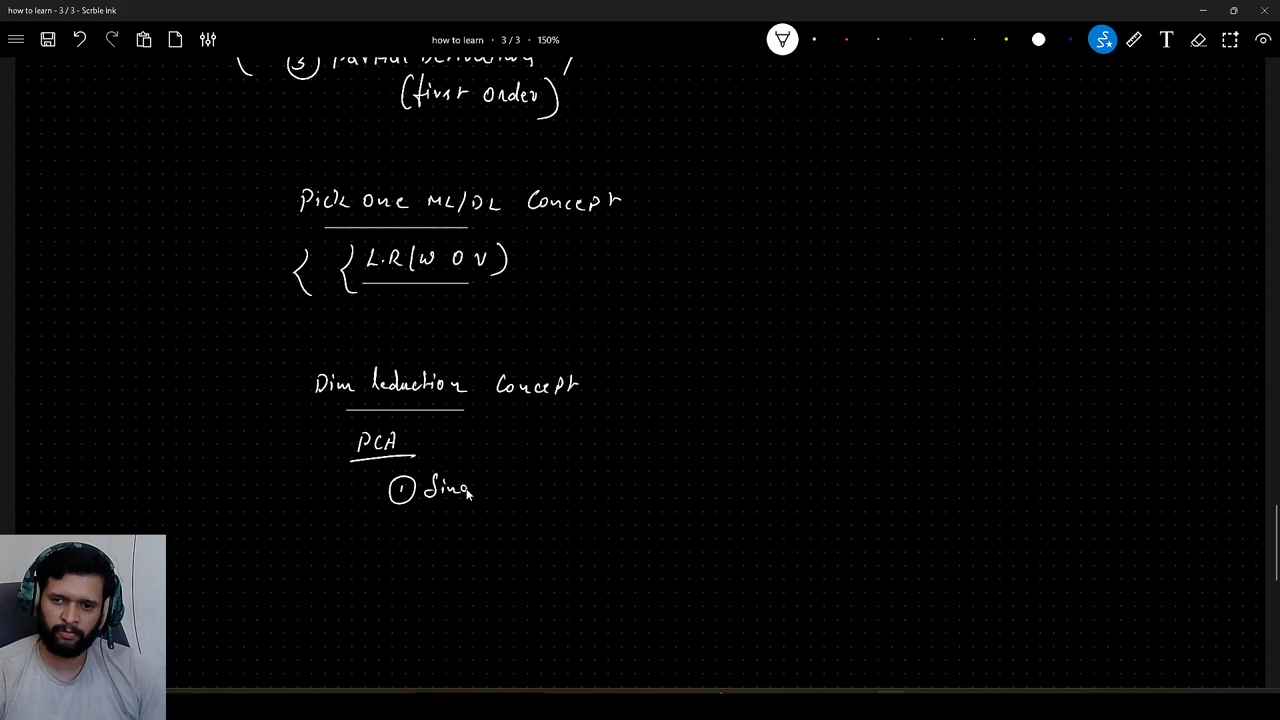 how to learn - 3 / 3 - Scrble Ink
how to learn • 3 / 3 • 150%
T
3
(first Order)
Pick One ML/DL Concept
{ { L.R(W O V)
Dim Reduction Concept
PCA
① Sing